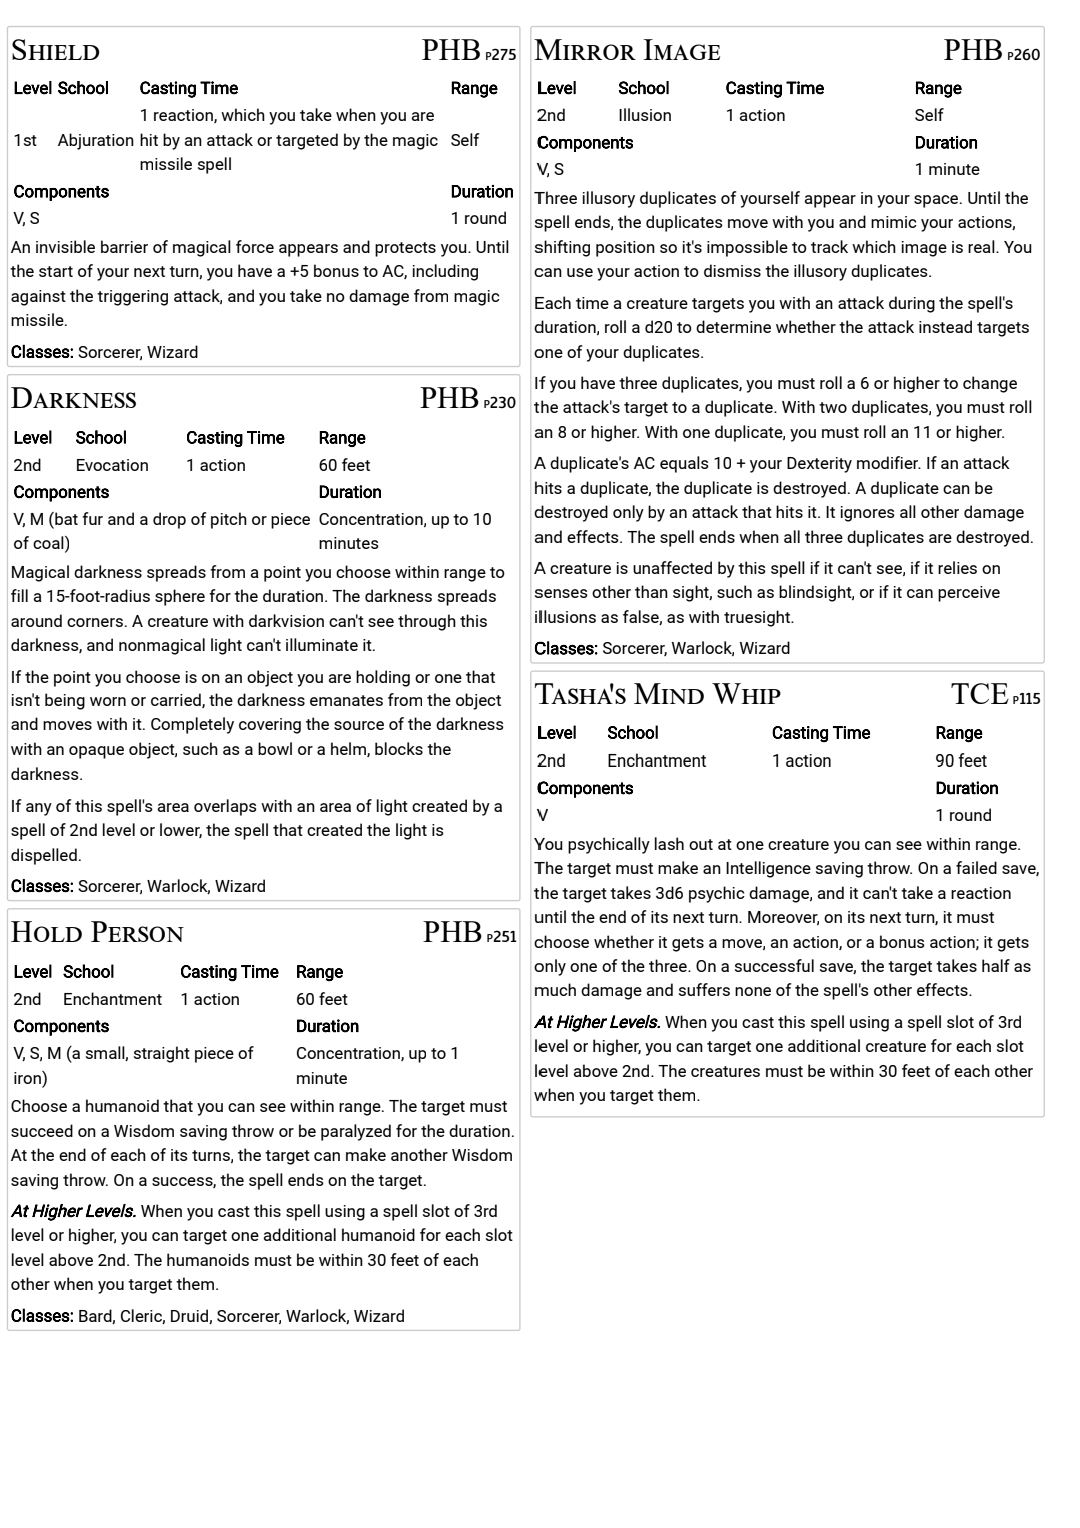 SHIELD PHB P275
Level School Casting Time Range
1 reaction, which you take when you are
1st Abjuration hit by an attack or targeted by the magic Self
missile spell
Components Duration
V, S 1 round
An invisible barrier of magical force appears and protects you. Until
the start of your next turn, you have a +5 bonus to AC, including
against the triggering attack, and you take no damage from magic
missile.
Classes: Sorcerer, Wizard
DARKNESS PHB P230
Level School Casting Time Range
2nd Evocation 1 action 60 feet
Components Duration
V, M (bat fur and a drop of pitch or piece Concentration, up to 10
of coal) minutes
Magical darkness spreads from a point you choose within range to
fill a 15-foot-radius sphere for the duration. The darkness spreads
around corners. A creature with darkvision can't see through this
darkness, and nonmagical light can't illuminate it.
If the point you choose is on an object you are holding or one that
isn't being worn or carried, the darkness emanates from the object
and moves with it. Completely covering the source of the darkness
with an opaque object, such as a bowl or a helm, blocks the
darkness.
If any of this spell's area overlaps with an area of light created by a
spell of 2nd level or lower, the spell that created the light is
dispelled.
Classes: Sorcerer, Warlock, Wizard
HOLD PERSON PHB P251
Level School Casting Time Range
2nd Enchantment 1 action 60 feet
Components Duration
V, S, M (a small, straight piece of Concentration, up to 1
iron) minute
Choose a humanoid that you can see within range. The target must
succeed on a Wisdom saving throw or be paralyzed for the duration.
At the end of each of its turns, the target can make another Wisdom
saving throw. On a success, the spell ends on the target.
At Higher Levels. When you cast this spell using a spell slot of 3rd
level or higher, you can target one additional humanoid for each slot
level above 2nd. The humanoids must be within 30 feet of each
other when you target them.
Classes: Bard, Cleric, Druid, Sorcerer, Warlock, Wizard
MIRROR IMAGE PHB P260
Level School Casting Time Range
2nd Illusion 1 action Self
Components Duration
V, S 1 minute
Three illusory duplicates of yourself appear in your space. Until the
spell ends, the duplicates move with you and mimic your actions,
shifting position so it's impossible to track which image is real. You
can use your action to dismiss the illusory duplicates.
Each time a creature targets you with an attack during the spell's
duration, roll a d20 to determine whether the attack instead targets
one of your duplicates.
If you have three duplicates, you must roll a 6 or higher to change
the attack's target to a duplicate. With two duplicates, you must roll
an 8 or higher. With one duplicate, you must roll an 11 or higher.
A duplicate's AC equals 10 + your Dexterity modifier. If an attack
hits a duplicate, the duplicate is destroyed. A duplicate can be
destroyed only by an attack that hits it. It ignores all other damage
and effects. The spell ends when all three duplicates are destroyed.
A creature is unaffected by this spell if it can't see, if it relies on
senses other than sight, such as blindsight, or if it can perceive
illusions as false, as with truesight.
Classes: Sorcerer, Warlock, Wizard
TASHA'S MIND WHIP TCE P115
Level School Casting Time Range
2nd Enchantment 1 action 90 feet
Components Duration
V 1 round
You psychically lash out at one creature you can see within range.
The target must make an Intelligence saving throw. On a failed save,
the target takes 3d6 psychic damage, and it can't take a reaction
until the end of its next turn. Moreover, on its next turn, it must
choose whether it gets a move, an action, or a bonus action; it gets
only one of the three. On a successful save, the target takes half as
much damage and suffers none of the spell's other effects.
At Higher Levels. When you cast this spell using a spell slot of 3rd
level or higher, you can target one additional creature for each slot
level above 2nd. The creatures must be within 30 feet of each other
when you target them.